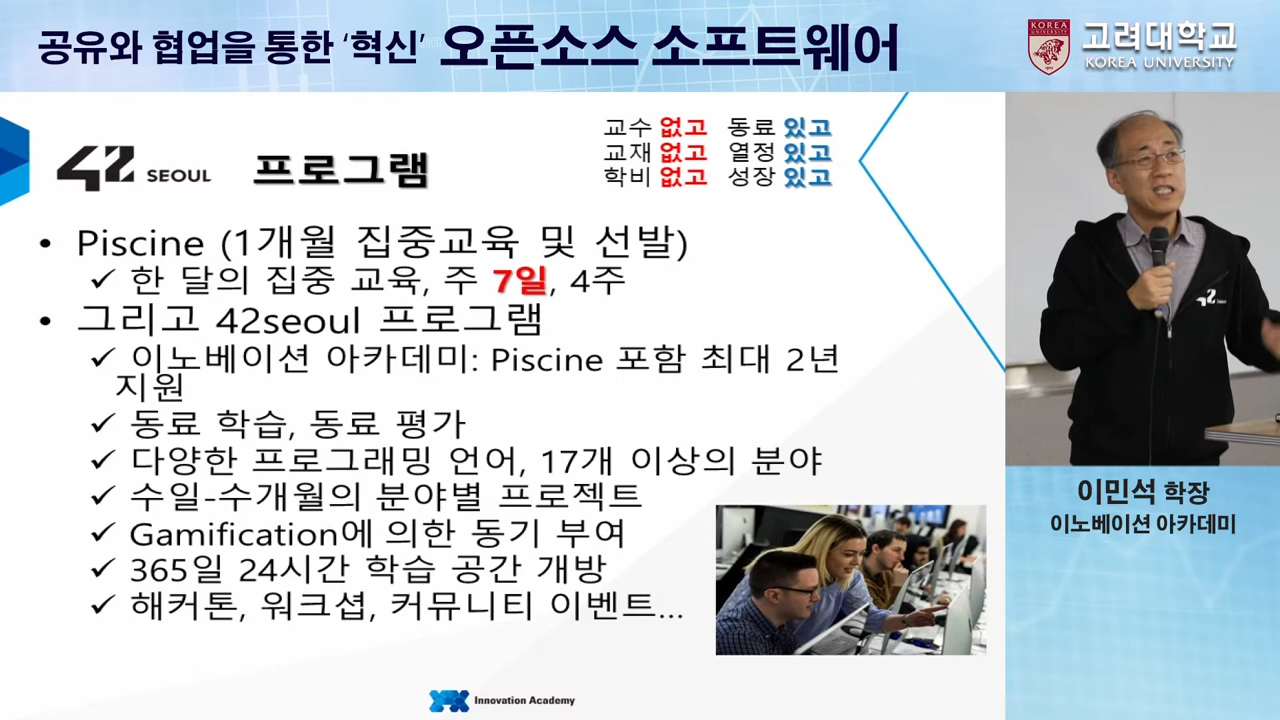 공유와 협업을 통한 ‘혁신’ 오픈소스 소프트웨어
KOREA
UNIVERSITY
고려대학교
KOREA UNIVERSITY
42 SEOUL 프로그램
교수 없고 동료 있고
교재 없고 열정 있고
학비 없고 성장 있고
• Piscine (1개월 집중교육 및 선발)
✓ 한 달의 집중 교육, 주 7일, 4주
• 그리고 42seoul 프로그램
✓ 이노베이션 아카데미: Piscine 포함 최대 2년
지원
✓ 동료 학습, 동료 평가
✓ 다양한 프로그래밍 언어, 17개 이상의 분야
✓ 수일-수개월의 분야별 프로젝트
✓ Gamification에 의한 동기 부여
✓ 365일 24시간 학습 공간 개방
✓ 해커톤, 워크셥, 커뮤니티 이벤트...
Innovation Academy
42
이민석 학장
이노베이션 아카데미